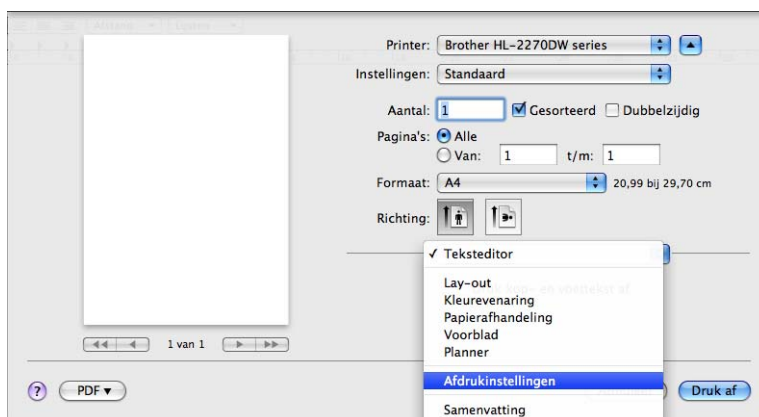 Printer: Brother HL-2270DW series
Instellingen: Standaard
Aantal: 1 Gesorteerd Dubbelzijdig
Pagina's: Alle
Van: 1 t/m: 1
Formaat: A4 20,99 bij 29,70 cm
Richting:
✓ Teksteditor
Lay-out
Kleurevenaring
Papierafhandeling
Voorblad
Planner
Afdrukinstellingen
Samenvatting
1 van 1
? PDF ▾ Druk af